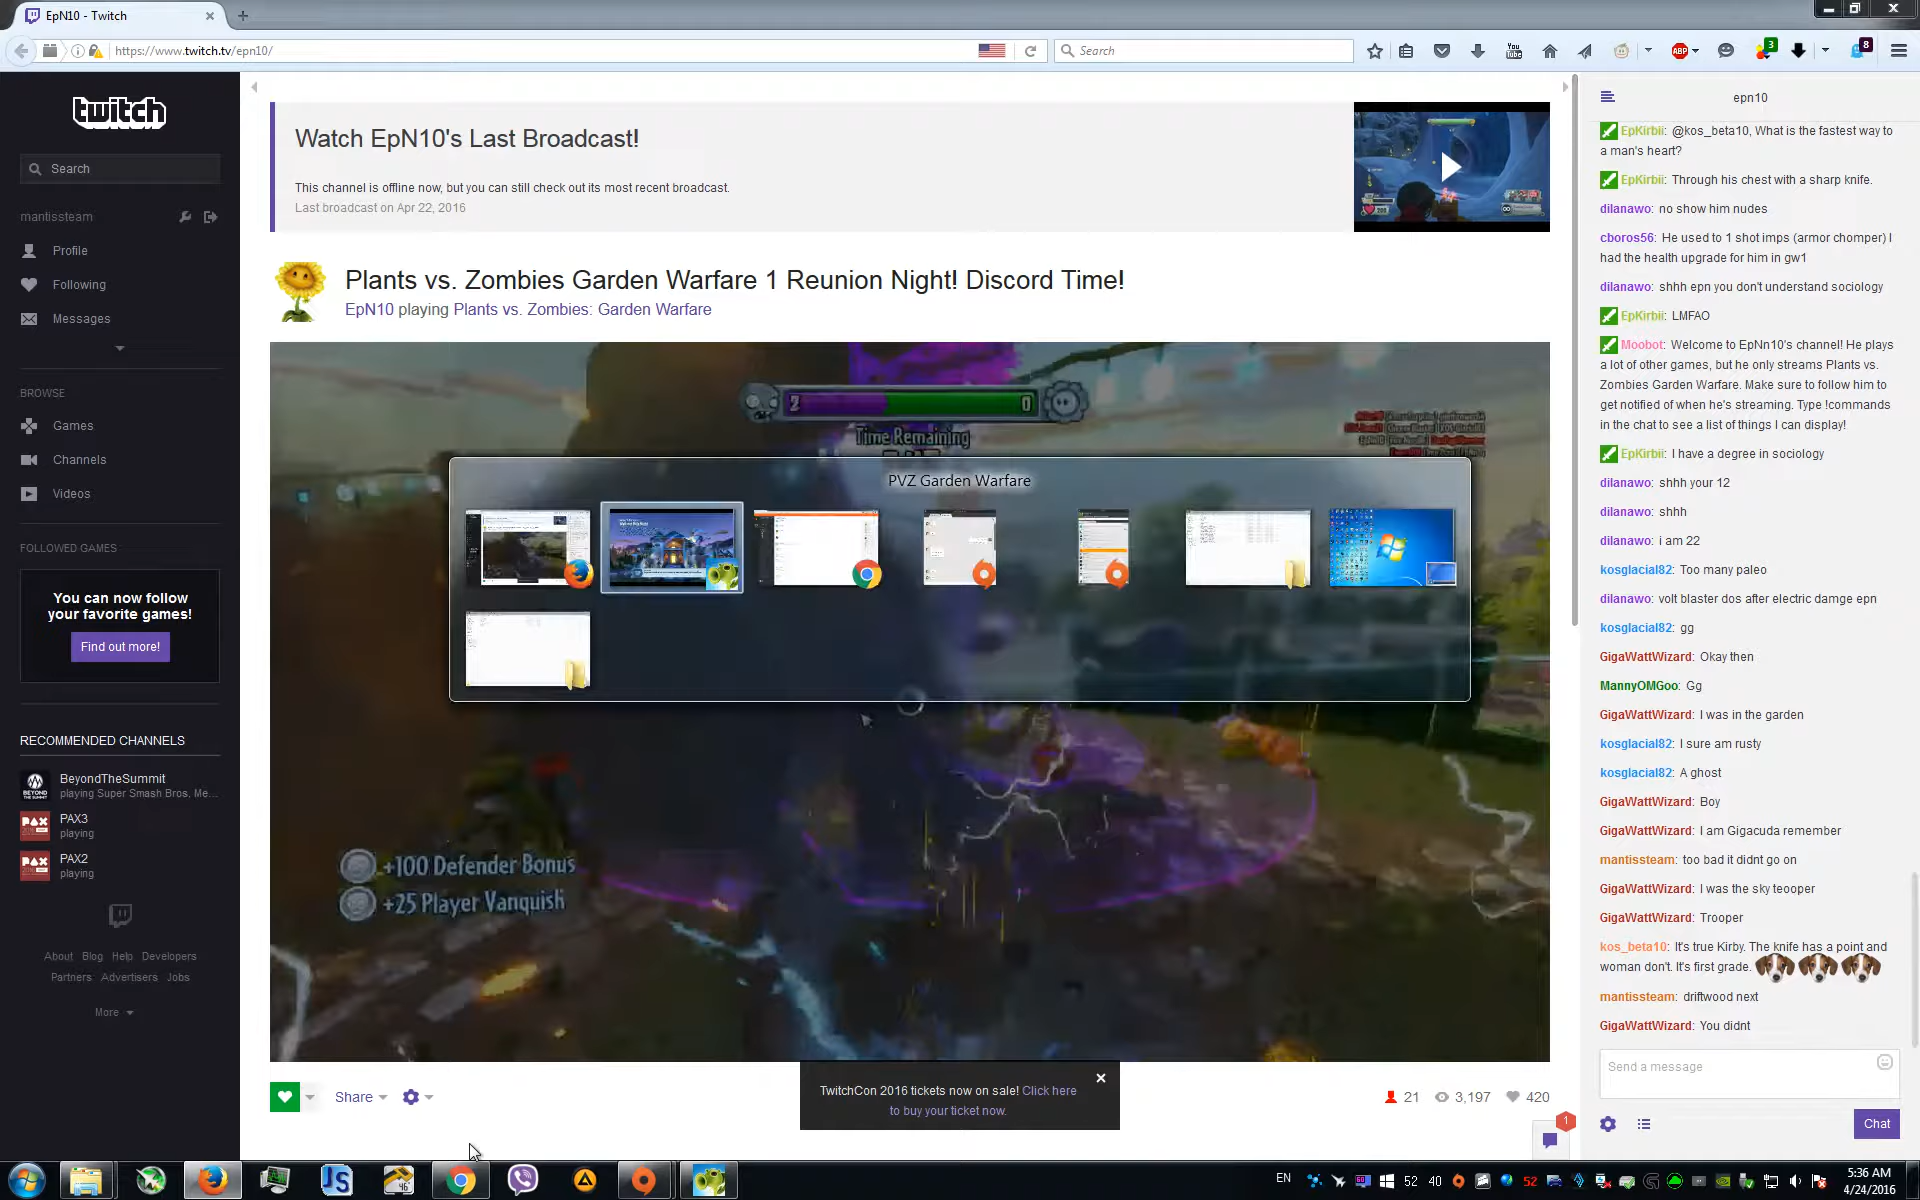 EpN10 - Twitch
https://www.twitch.tv/epn10/
Search
You Tube
ABP
3
8
twitch
Search
mantissteam
Profile
Following
Messages
BROWSE
Games
Channels
Videos
FOLLOWED GAMES
You can now follow
your favorite games!
Find out more!
RECOMMENDED CHANNELS
BeyondTheSummit
playing Super Smash Bros. Me...
PAX3
playing
PAX2
playing
About Blog Help Developers
Partners Advertisers Jobs
More
Watch EpN10's Last Broadcast!
This channel is offline now, but you can still check out its most recent broadcast.
Last broadcast on Apr 22, 2016
Plants vs. Zombies Garden Warfare 1 Reunion Night! Discord Time!
EpN10 playing Plants vs. Zombies: Garden Warfare
2
0
Time Remaining
PVZ Garden Warfare
+100 Defender Bonus
+25 Player Vanquish
Share
TwitchCon 2016 tickets now on sale! Click here
to buy your ticket now.
21
3,197
420
1
epn10
EpKirbii: @kos_beta10, What is the fastest way to
a man's heart?
EpKirbii: Through his chest with a sharp knife.
dilanawo: no show him nudes
cboros56: He used to 1 shot imps (armor chomper) I
had the health upgrade for him in gw1
dilanawo: shhh epn you don't understand sociology
EpKirbii: LMFAO
Moobot: Welcome to EpNn10's channel! He plays
a lot of other games, but he only streams Plants vs.
Zombies Garden Warfare. Make sure to follow him to
get notified of when he's streaming. Type !commands
in the chat to see a list of things I can display!
EpKirbii: I have a degree in sociology
dilanawo: shhh your 12
dilanawo: shhh
dilanawo: i am 22
kosglacial82: Too many paleo
dilanawo: volt blaster dos after electric damge epn
kosglacial82: gg
GigaWattWizard: Okay then
MannyOMGoo: Gg
GigaWattWizard: I was in the garden
kosglacial82: I sure am rusty
kosglacial82: A ghost
GigaWattWizard: Boy
GigaWattWizard: I am Gigacuda remember
mantissteam: too bad it didnt go on
GigaWattWizard: I was the sky teooper
GigaWattWizard: Trooper
kos_beta10: It's true Kirby. The knife has a point and
woman don't. It's first grade.
mantissteam: driftwood next
GigaWattWizard: You didnt
Send a message
Chat
JS
46
EN
52
40
52
5:36 AM
4/24/2016